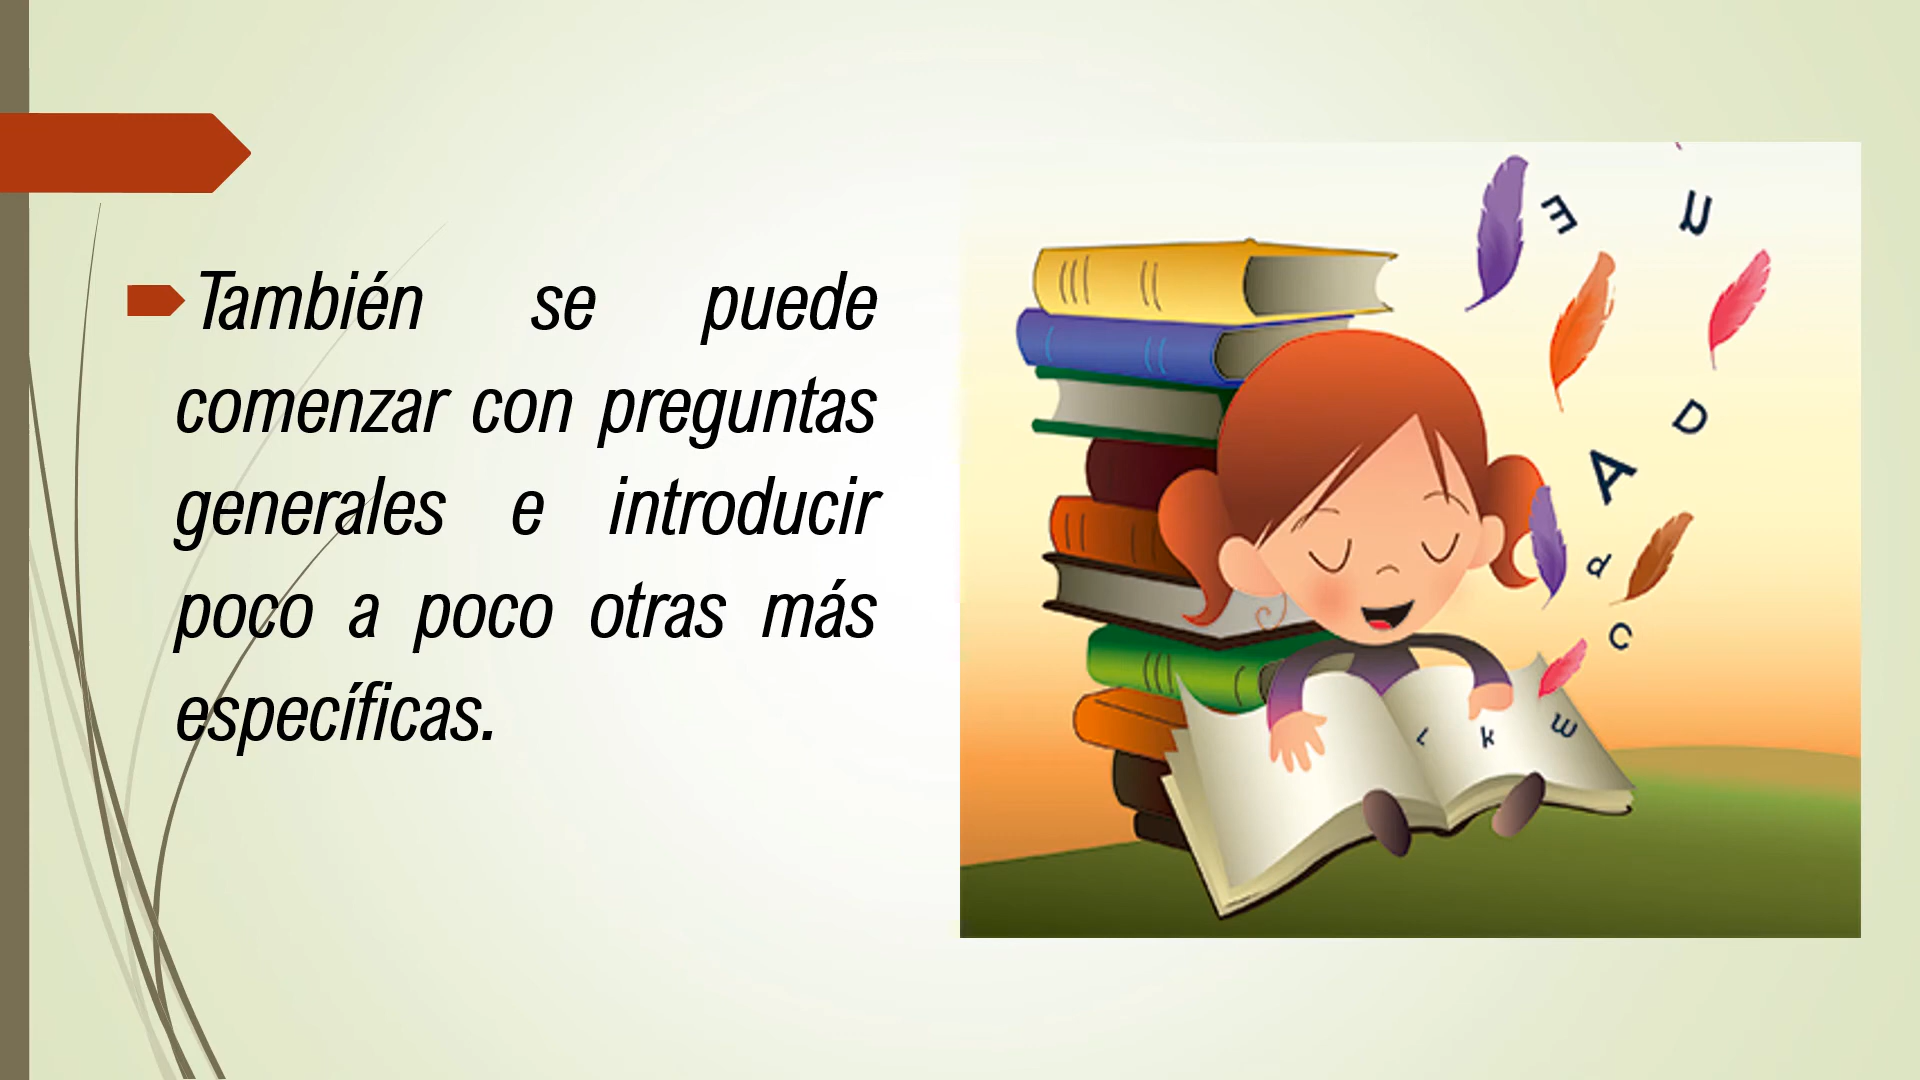 También se puede
comenzar con preguntas
generales e introducir
poco a poco otras más
específicas.
E
U
D
A
d
C
L k w